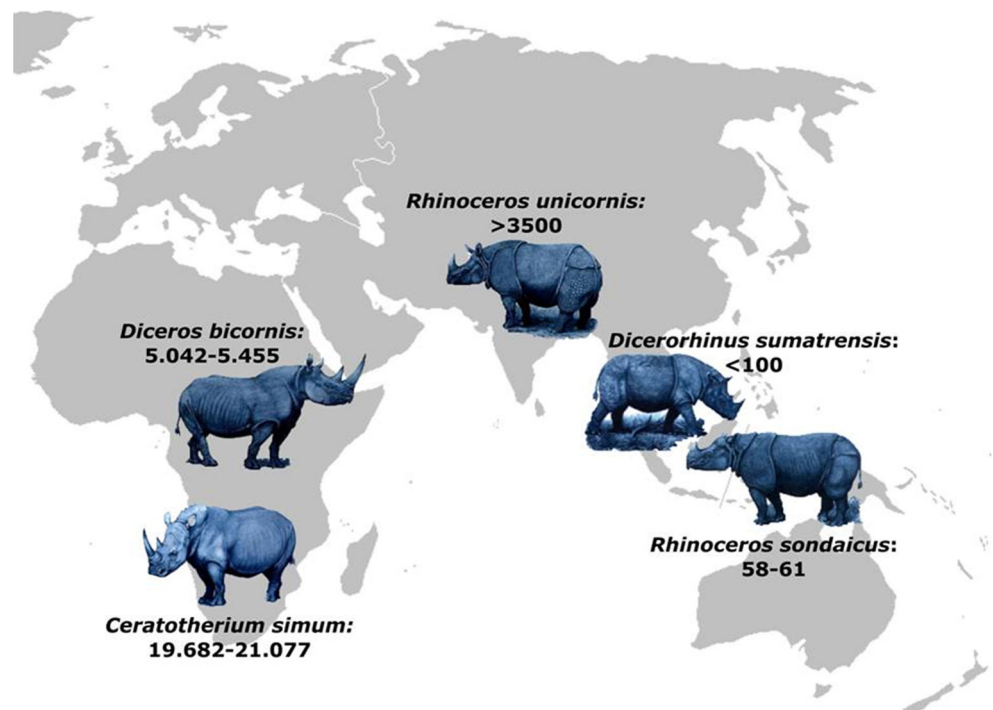 Rhinoceros unicornis:
>3500
Diceros bicornis:
5.042-5.455
Dicerorhinus sumatrensis:
<100
Rhinoceros sondaicus:
58-61
Ceratotherium simum:
19.682-21.077